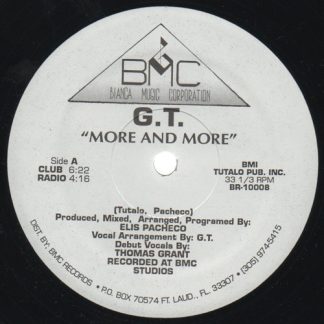 BMC
BIANCA MUSIC CORPORATION
G.T.
"MORE AND MORE"
Side A
CLUB 6:22
RADIO 4:16
BMI
TUTALO PUB. INC.
33 1/3 RPM
BR-10008
(Tutalo, Pacheco)
Produced, Mixed, Arranged, Programed By:
ELIS PACHECO
Vocal Arrangement By: G.T.
Debut Vocals By:
THOMAS GRANT
RECORDED AT BMC
STUDIOS
DIST. BY: BMC RECORDS • P.O. BOX 70574 FT. LAUD., FL 33307 • (305) 974-5415